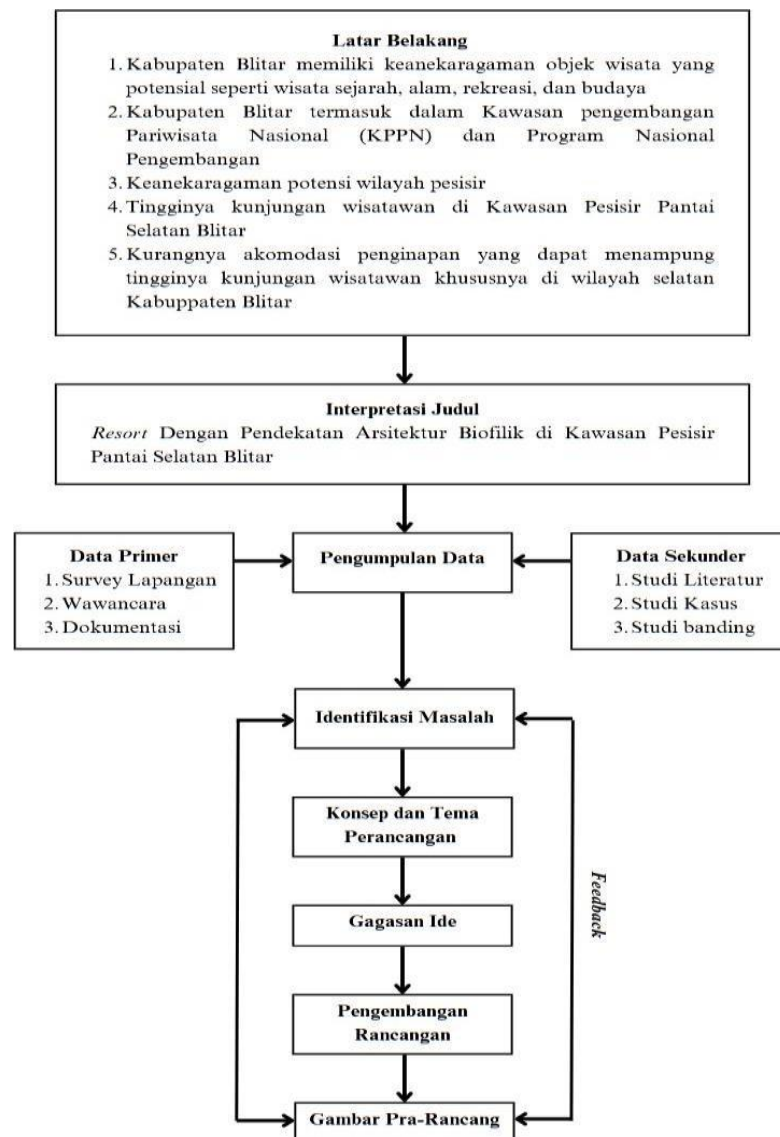 Latar Belakang
1. Kabupaten Blitar memiliki keanekaragaman objek wisata yang
potensial seperti wisata sejarah, alam, rekreasi, dan budaya
2. Kabupaten Blitar termasuk dalam Kawasan pengembangan
Pariwisata Nasional (KPPN) dan Program Nasional
Pengembangan
3. Keanekaragaman potensi wilayah pesisir
4. Tingginya kunjungan wisatawan di Kawasan Pesisir Pantai
Selatan Blitar
5. Kurangnya akomodasi penginapan yang dapat menampung
tingginya kunjungan wisatawan khususnya di wilayah selatan
Kabuppaten Blitar
Interpretasi Judul
Resort Dengan Pendekatan Arsitektur Biofilik di Kawasan Pesisir
Pantai Selatan Blitar
Data Primer
1. Survey Lapangan
2. Wawancara
3. Dokumentasi
Pengumpulan Data
Data Sekunder
1. Studi Literatur
2. Studi Kasus
3. Studi banding
Identifikasi Masalah
Konsep dan Tema
Perancangan
Gagasan Ide
Feedback
Pengembangan
Rancangan
Gambar Pra-Rancang